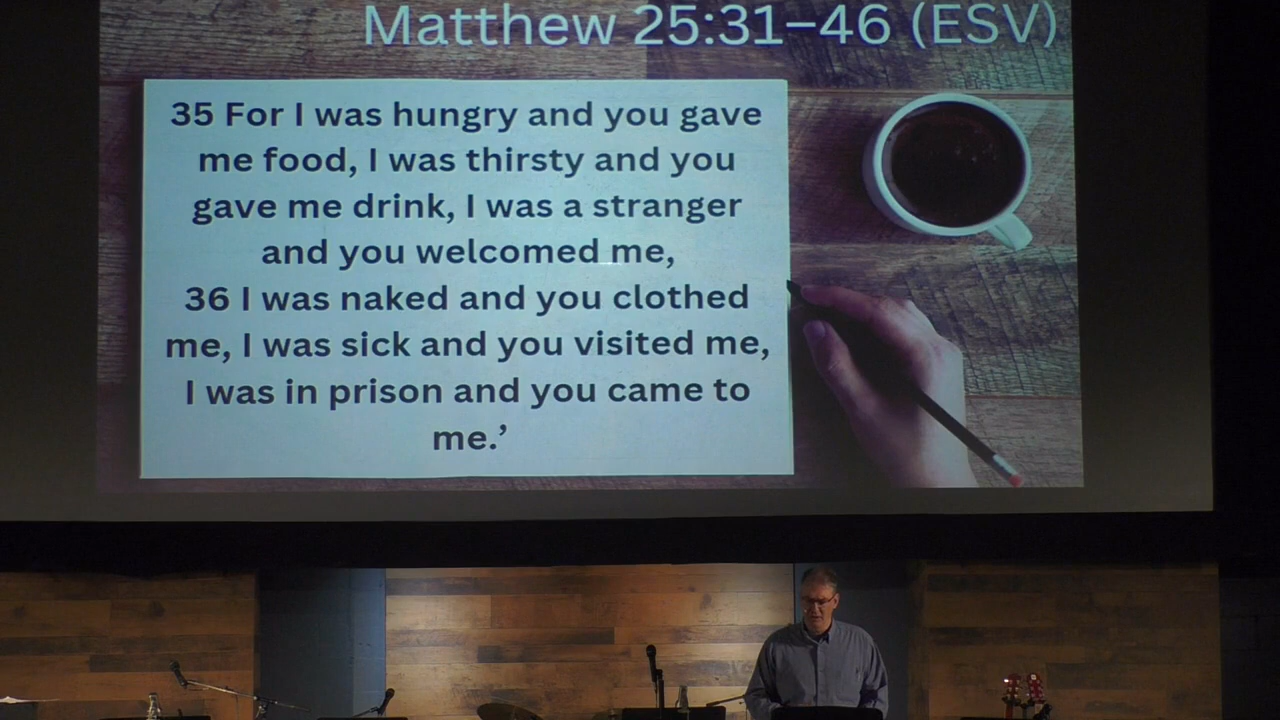 Matthew 25:31–46 (ESV)
35 For I was hungry and you gave
me food, I was thirsty and you
gave me drink, I was a stranger
and you welcomed me,
36 I was naked and you clothed
me, I was sick and you visited me,
I was in prison and you came to
me.’